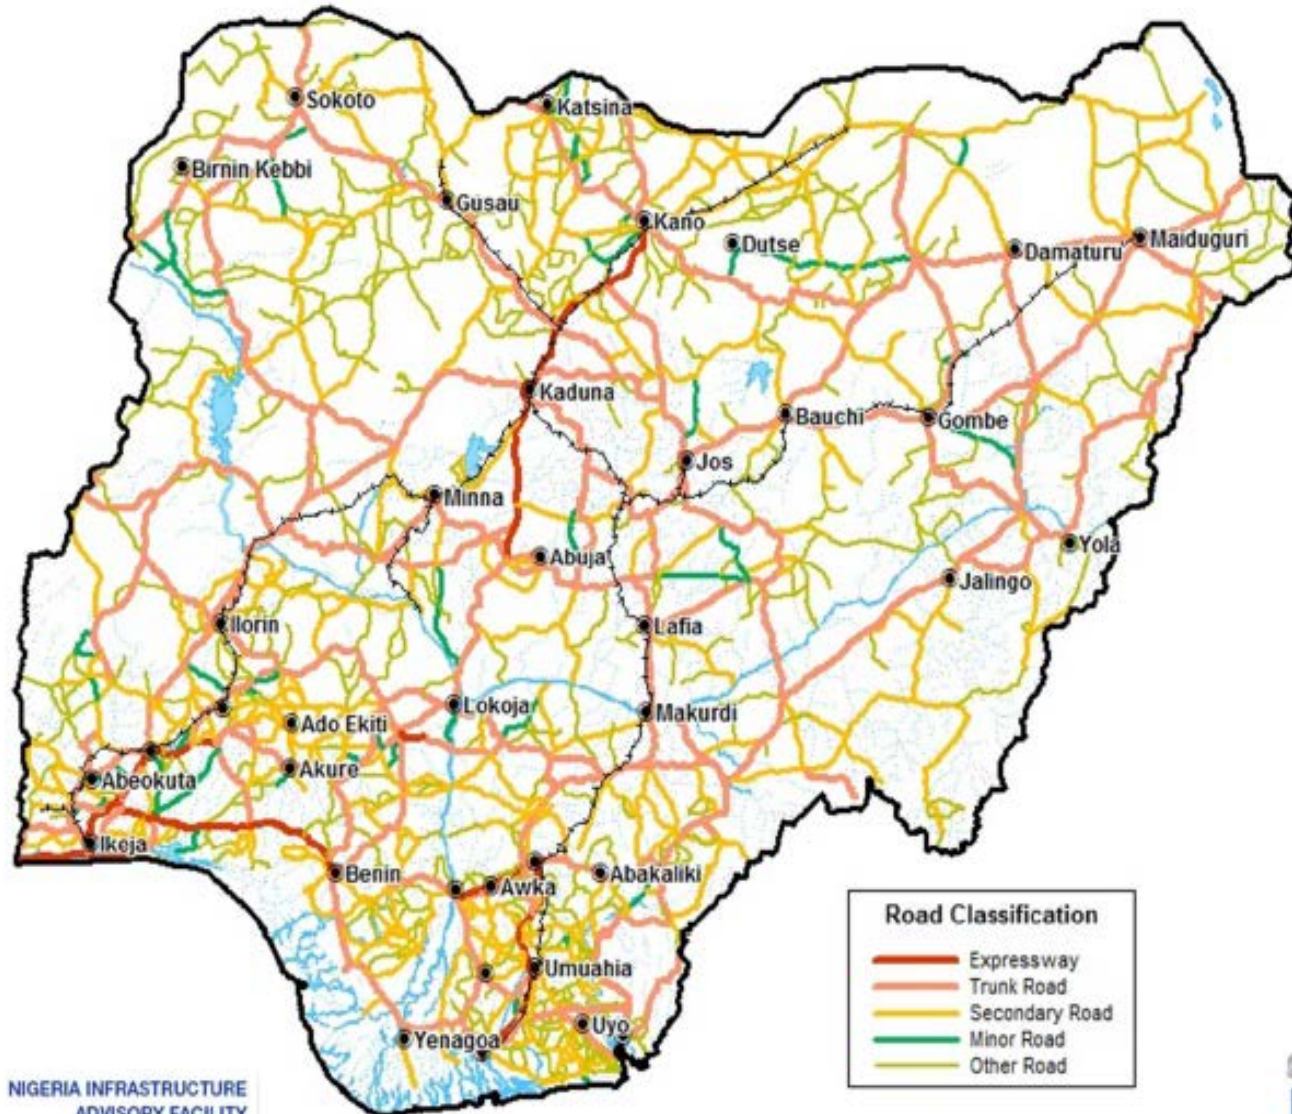 Sokoto
Katsina
Birnin Kebbi
Gusau
Kano
Dutse
Damaturu
Maiduguri
Kaduna
Bauchi
Gombe
Jos
Minna
Abuja
Yola
Jalingo
Ilorin
Lafia
Lokoja
Makurdi
Ado Ekiti
Akure
Abeokuta
Ikeja
Benin
Awka
Abakaliki
Umuahia
Uyo
Yenagoa
Road Classification
Expressway
Trunk Road
Secondary Road
Minor Road
Other Road
NIGERIA INFRASTRUCTURE
ADVISORY FACILITY